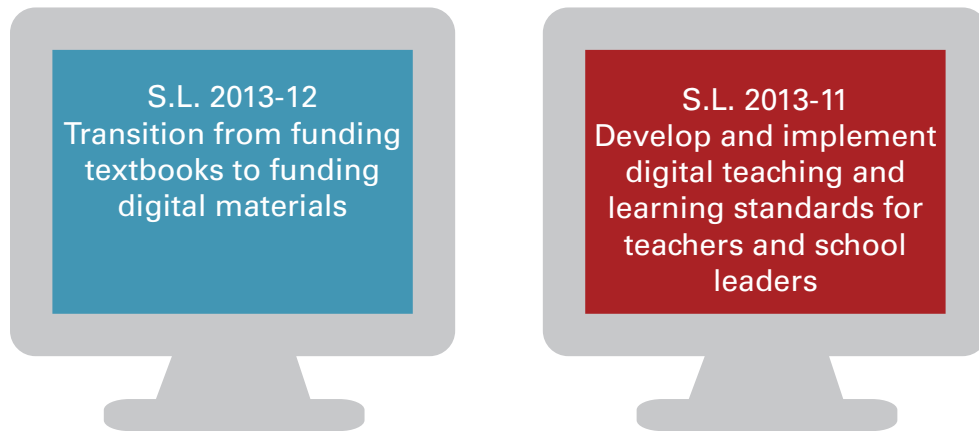 S.L. 2013-12
Transition from funding
textbooks to funding
digital materials
S.L. 2013-11
Develop and implement
digital teaching and
learning standards for
teachers and school
leaders